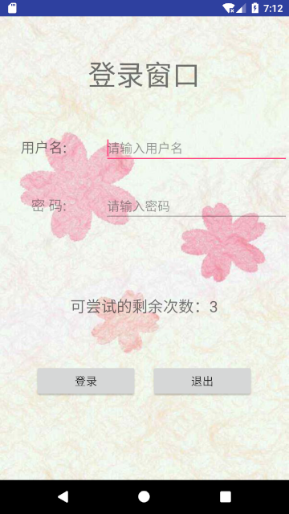 7:12
登录窗口
用户名: 请输入用户名
密 码: 请输入密码
可尝试的剩余次数：3
登录 退出